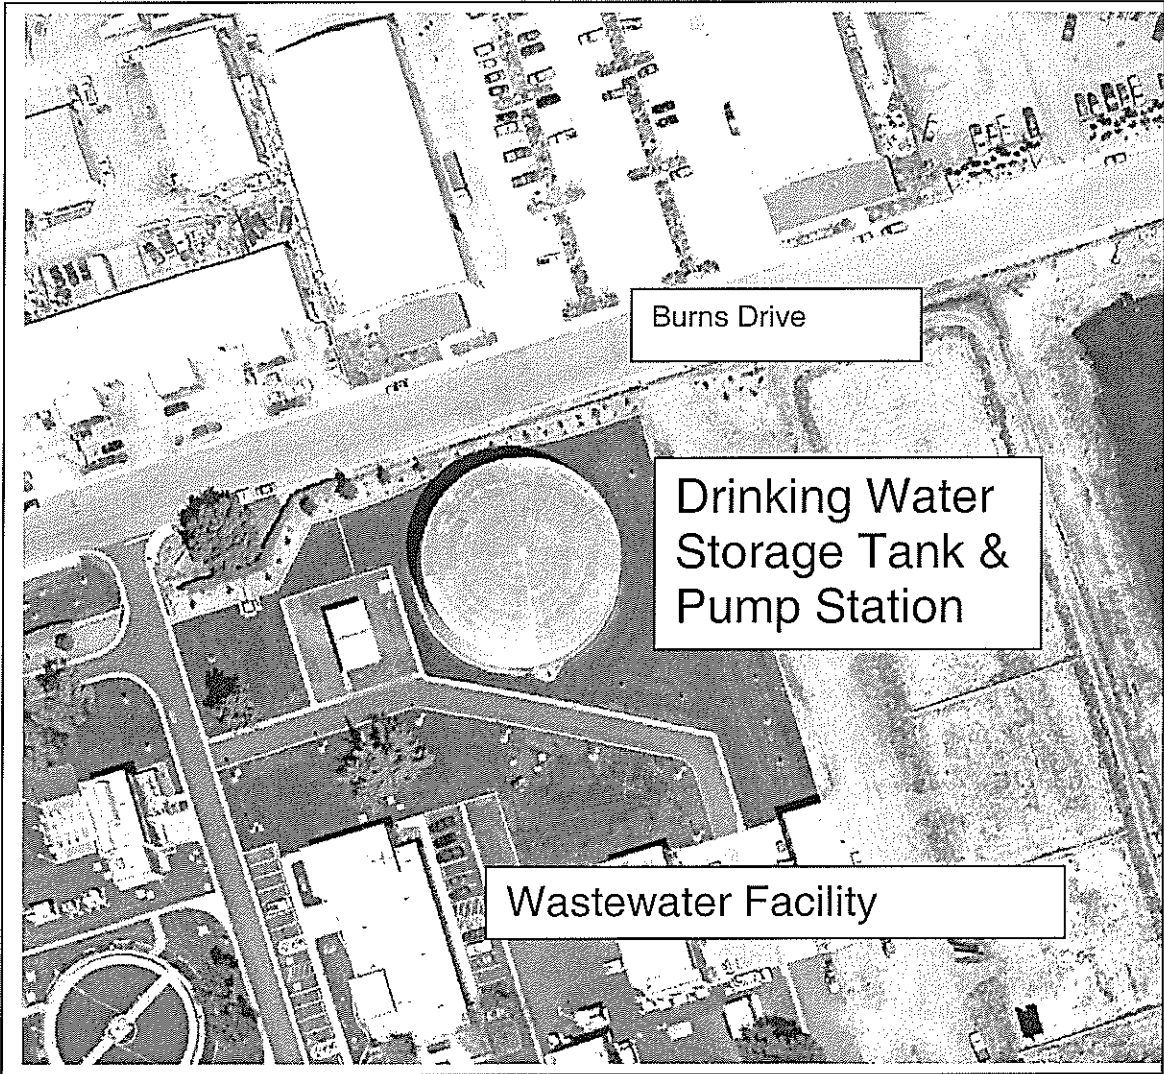 Burns Drive
Drinking Water
Storage Tank &
Pump Station
Wastewater Facility